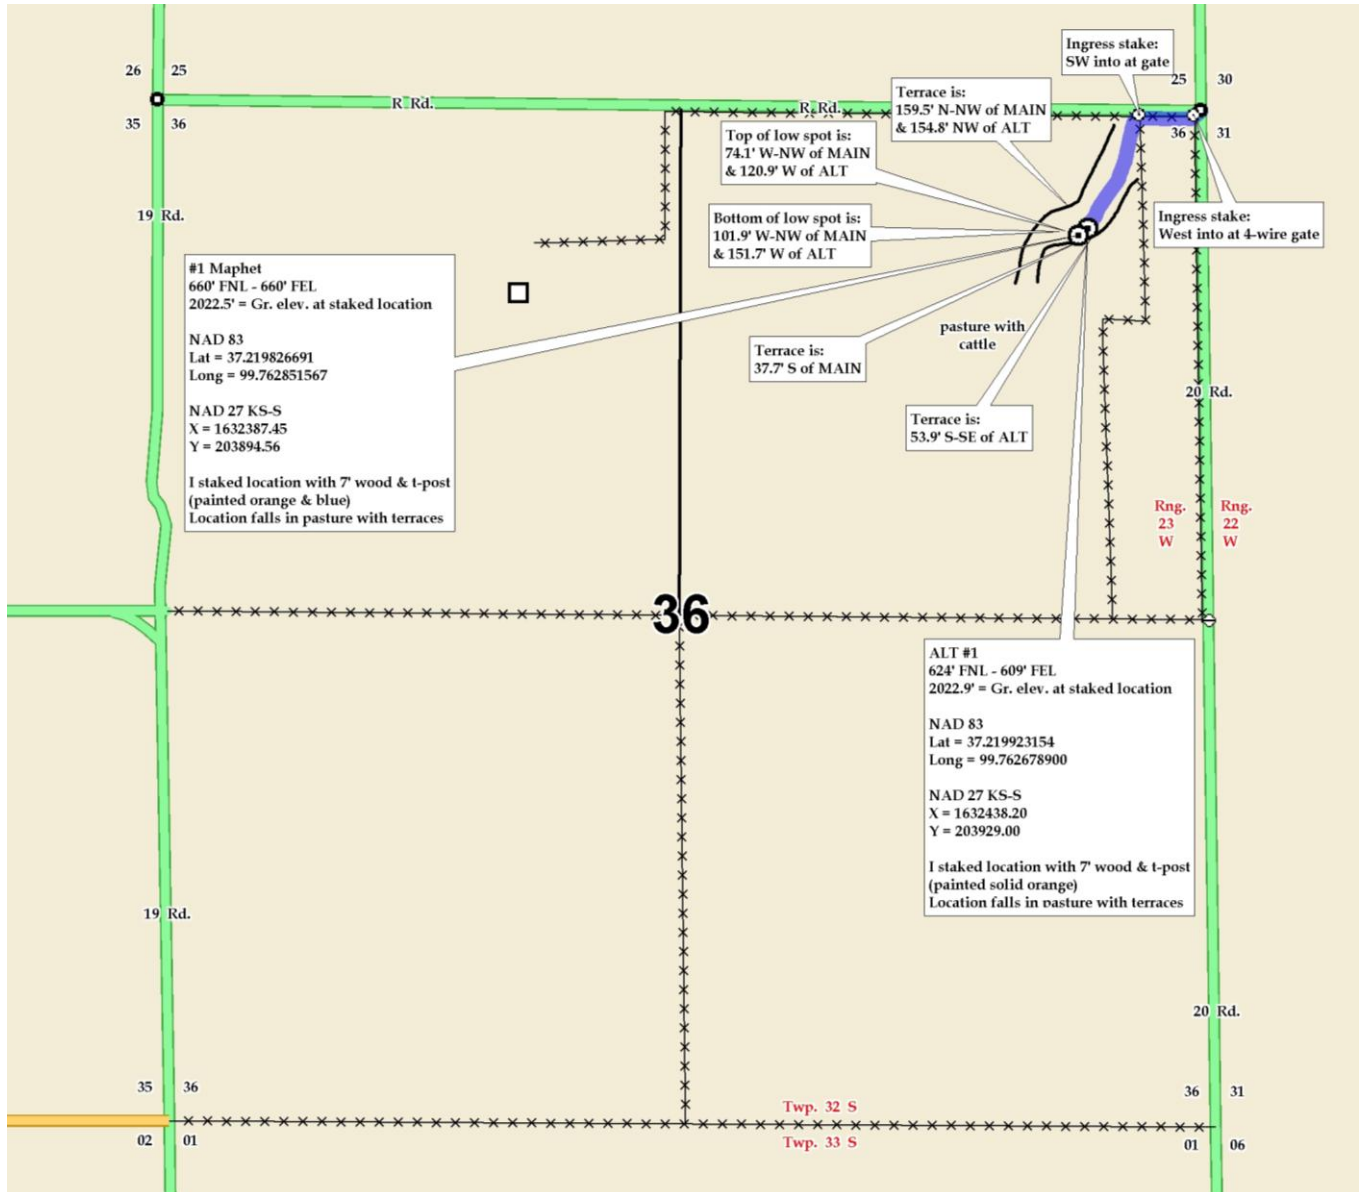 Ingress stake:
SW into at gate
26 25
25 30
Terrace is:
159.5' N-NW of MAIN
& 154.8' NW of ALT
R Rd.
R Rd.
35 36
36 31
Top of low spot is:
74.1' W-NW of MAIN
& 120.9' W of ALT
19 Rd.
Bottom of low spot is:
101.9' W-NW of MAIN
& 151.7' W of ALT
Ingress stake:
West into at 4-wire gate
#1 Maphet
660' FNL - 660' FEL
2022.5' = Gr. elev. at staked location
NAD 83
Lat = 37.219826691
Long = 99.762851567
NAD 27 KS-S
X = 1632387.45
Y = 203894.56
I staked location with 7' wood & t-post
(painted orange & blue)
Location falls in pasture with terraces
pasture with
cattle
Terrace is:
37.7' S of MAIN
20 Rd.
Terrace is:
53.9' S-SE of ALT
Rng.
23
W
Rng.
22
W
36
ALT #1
624' FNL - 609' FEL
2022.9' = Gr. elev. at staked location
NAD 83
Lat = 37.219923154
Long = 99.762678900
NAD 27 KS-S
X = 1632438.20
Y = 203929.00
I staked location with 7' wood & t-post
(painted solid orange)
Location falls in pasture with terraces
19 Rd.
20 Rd.
35 36
36 31
Twp. 32 S
02 01
Twp. 33 S
01 06